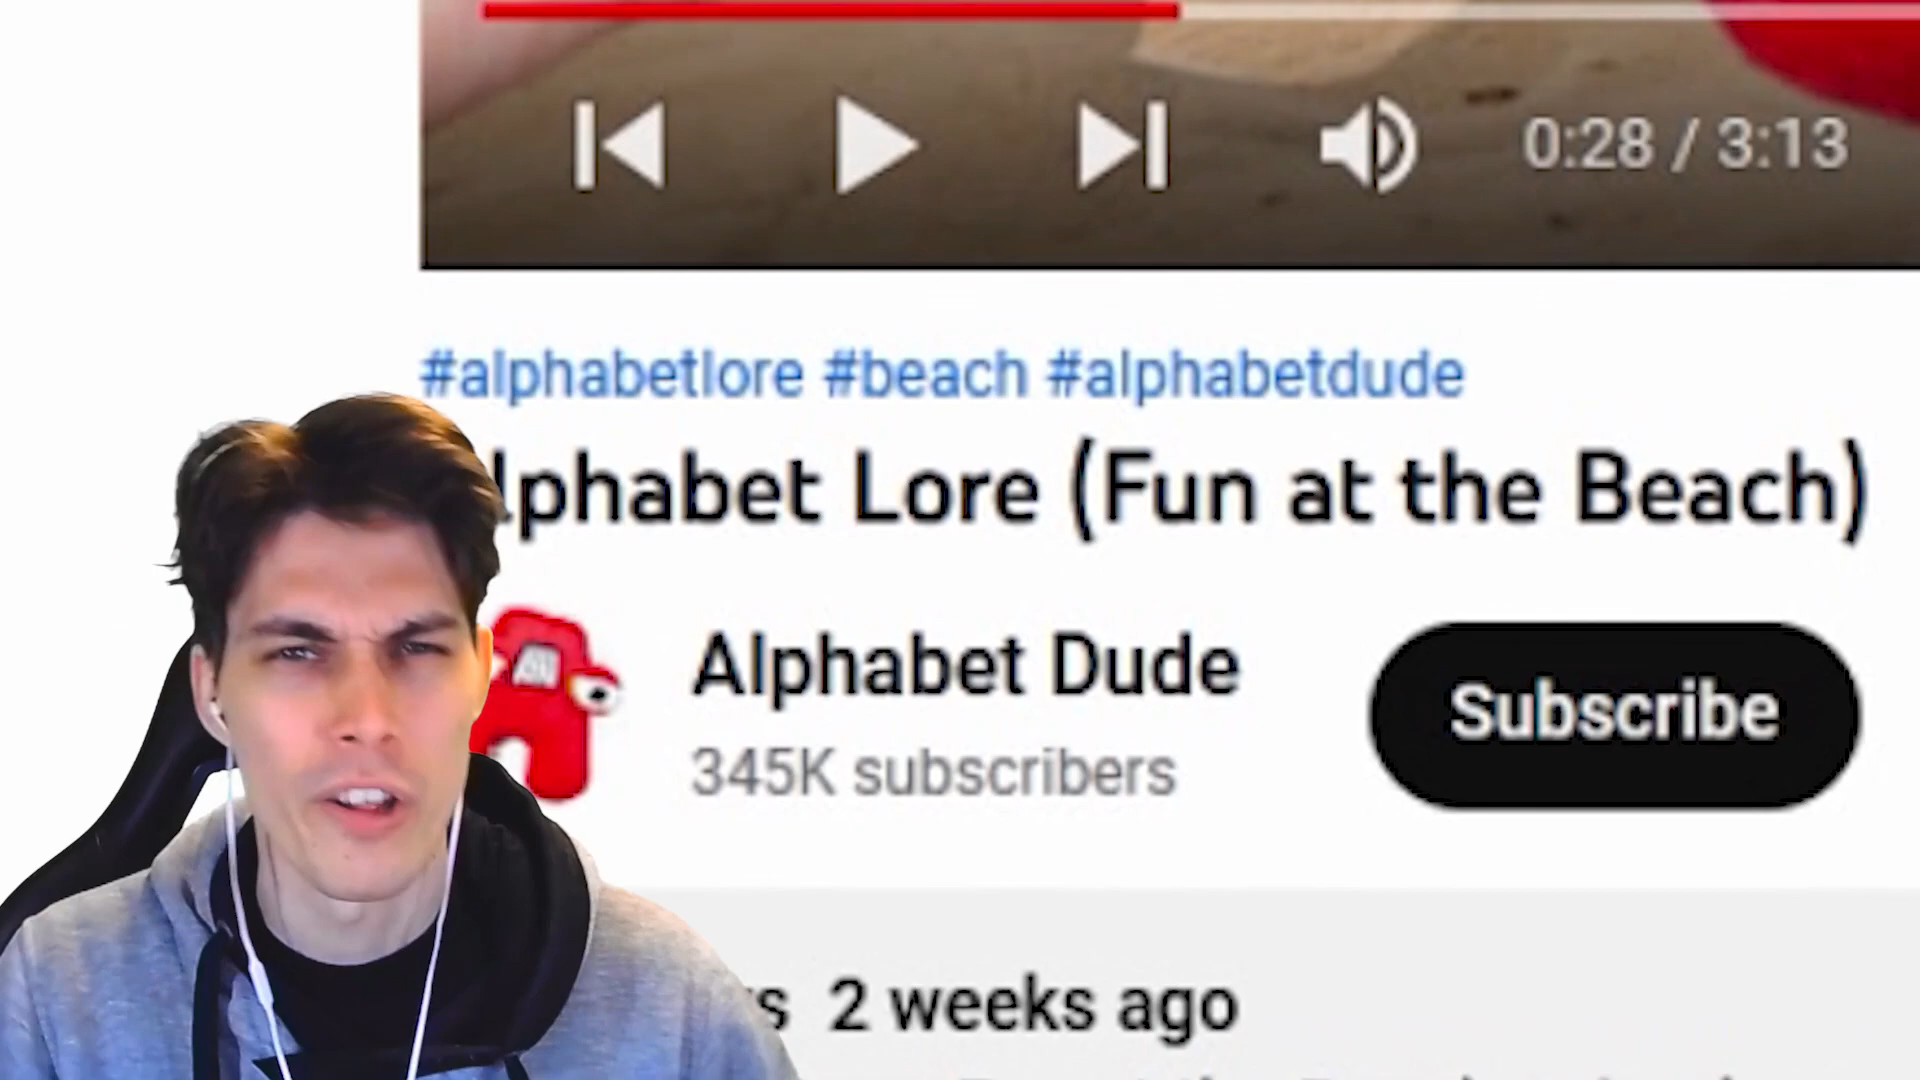 0:28 / 3:13
#alphabetlore #beach #alphabetdude
lphabet Lore (Fun at the Beach)
Alphabet Dude
345K subscribers
Subscribe
2 weeks ago